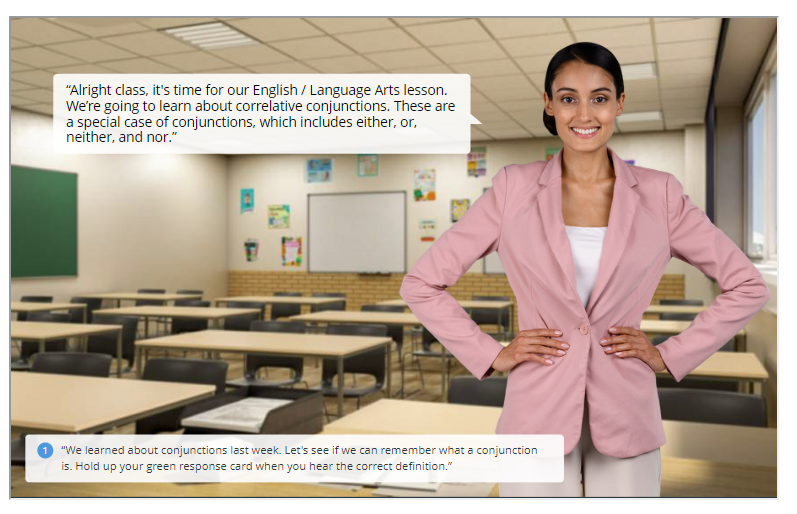 “Alright class, it's time for our English / Language Arts lesson.
We’re going to learn about correlative conjunctions. These are
a special case of conjunctions, which includes either, or,
neither, and nor.”
1 “We learned about conjunctions last week. Let's see if we can remember what a conjunction
is. Hold up your green response card when you hear the correct definition.”